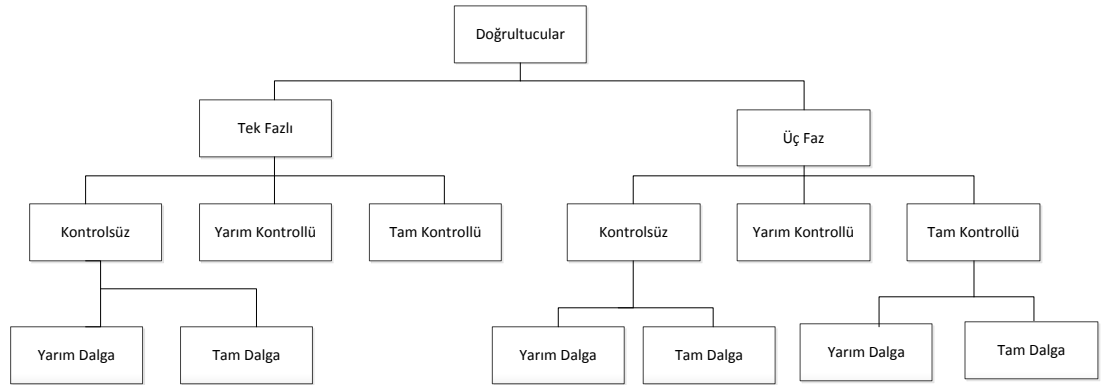 Doğrultucular
Tek Fazlı
Üç Faz
Kontrolsüz
Yarım Kontrollü
Tam Kontrollü
Kontrolsüz
Yarım Kontrollü
Tam Kontrollü
Yarım Dalga
Tam Dalga
Yarım Dalga
Tam Dalga
Yarım Dalga
Tam Dalga